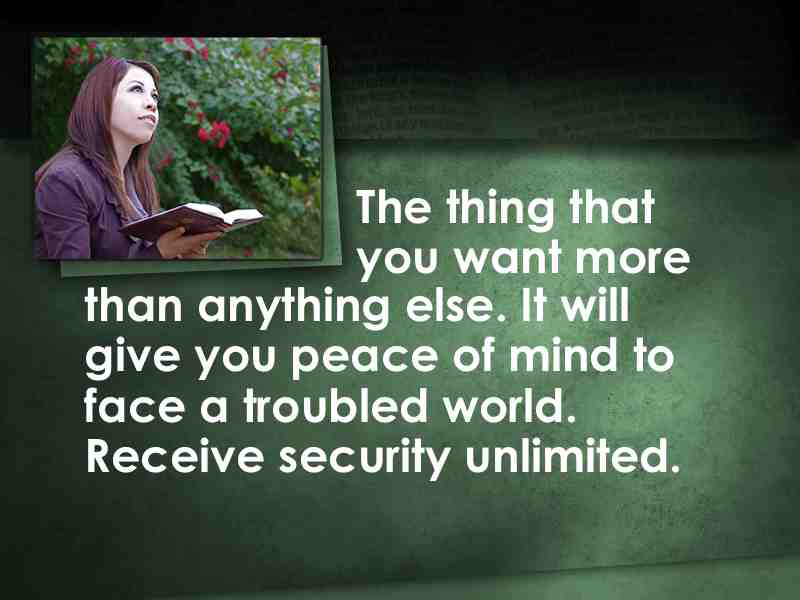 The thing that
you want more
than anything else. It will
give you peace of mind to
face a troubled world.
Receive security unlimited.